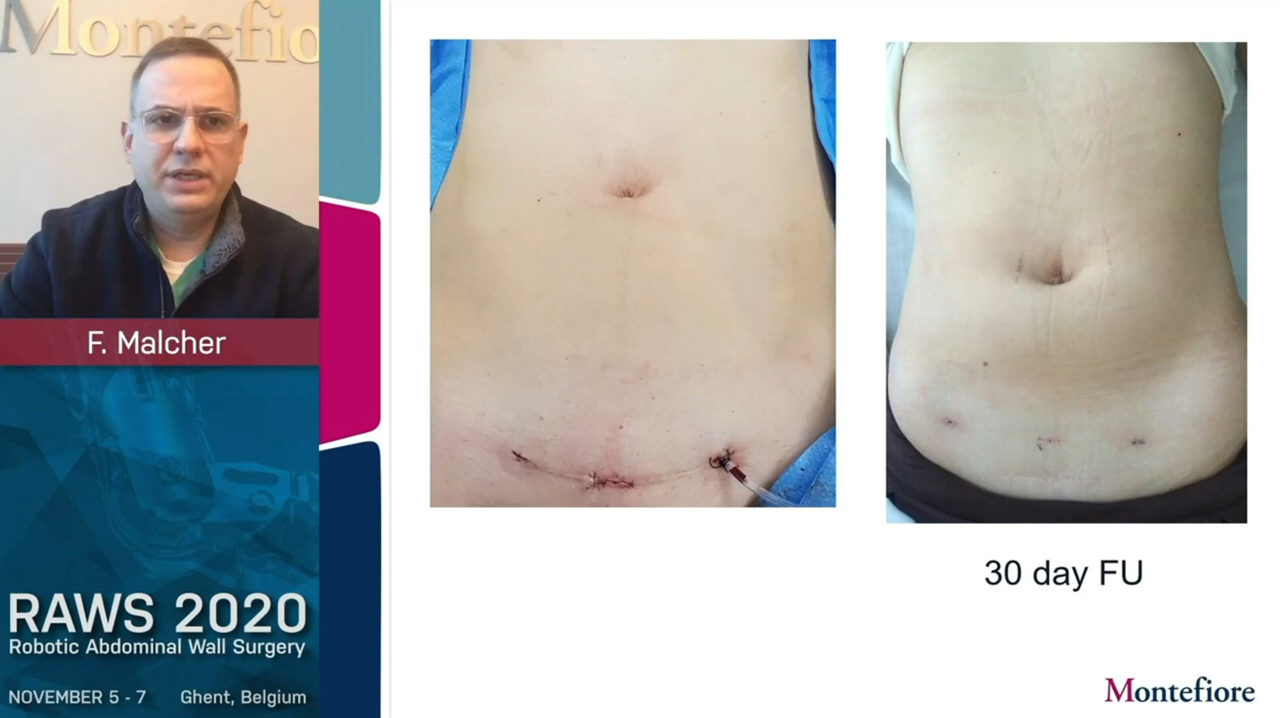 Montefio
F. Malcher
RAWS 2020
Robotic Abdominal Wall Surgery
NOVEMBER 5 - 7 Ghent, Belgium
30 day FU
Montefiore